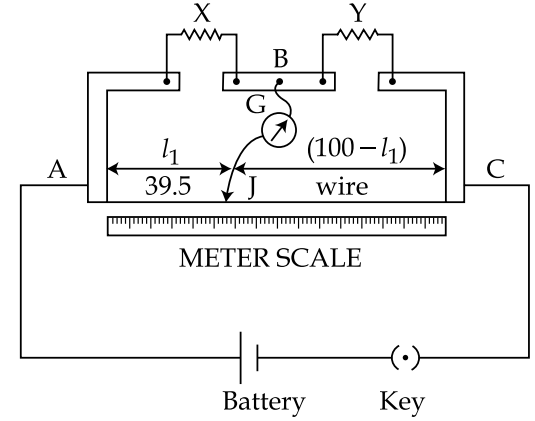 X
Y
B
G
A
l₁
(100 – l₁)
C
39.5
J
wire
METER SCALE
Battery
Key